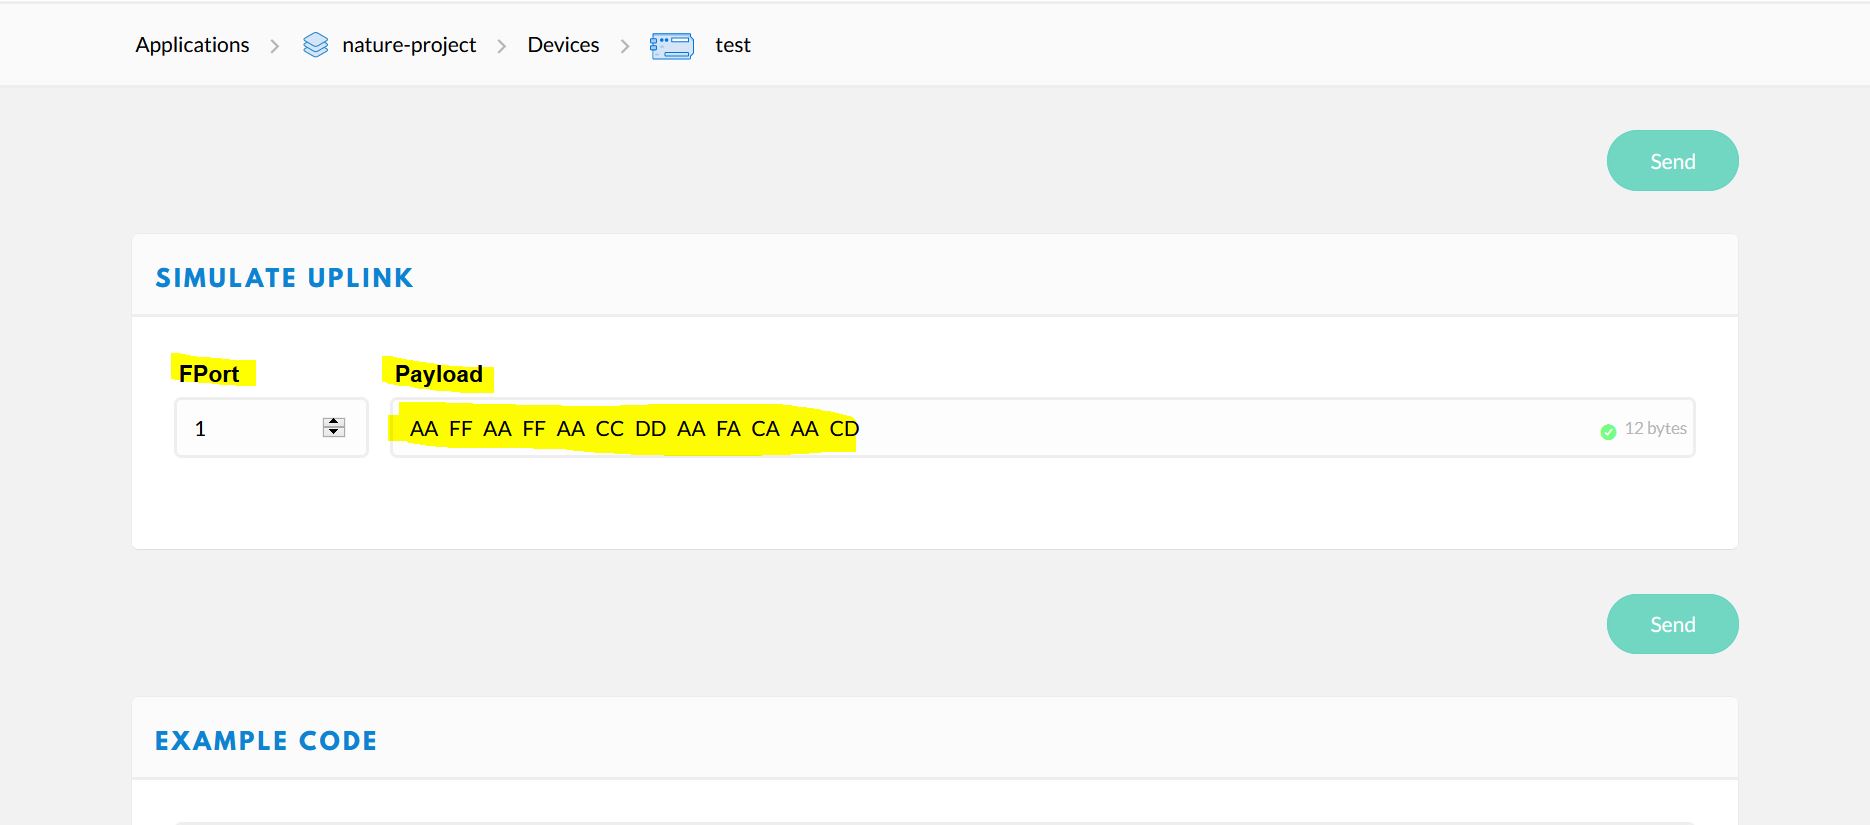 Applications > nature-project > Devices > test
Send
SIMULATE UPLINK
FPort Payload
1 AA FF AA FF AA CC DD AA FA CA AA CD 12 bytes
Send
EXAMPLE CODE